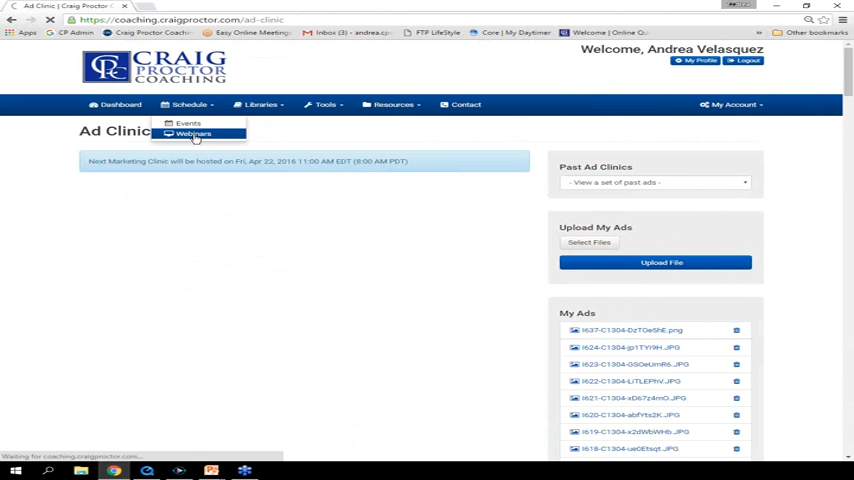 Ad Clinic | Craig Proctor Co
https://coaching.craigproctor.com/ad-clinic
Apps
CP Admin
Craig Proctor Coac
Easy Online Meeting
Inbox (3) - andrea.cp
FTP LifeStyle
Core | My Daytimer
Welcome | Online Qu
Other bookmarks
CRAIG
PROCTOR
COACHING
Welcome, Andrea Velasquez
My Profile
Logout
Dashboard
Schedule
Libraries
Tools
Resources
Contact
My Account
Events
Webinars
Ad Clinic
Next Marketing Clinic will be hosted on Fri, Apr 22, 2016 11:00 AM EDT (8:00 AM PDT)
Past Ad Clinics
- View a set of past ads -
Upload My Ads
Select Files
Upload File
My Ads
I637-C1304-DzTOe5hE.png
I624-C1304-jp1TYI9H.JPG
I623-C1304-GSOeUmR6.JPG
I622-C1304-LiTLEPhV.JPG
I621-C1304-xD67z4mO.JPG
I620-C1304-abfYts2K.JPG
I619-C1304-x2dWbWHb.JPG
I618-C1304-ue0Etsqt.JPG
Waiting for coaching.craigproctor.com...